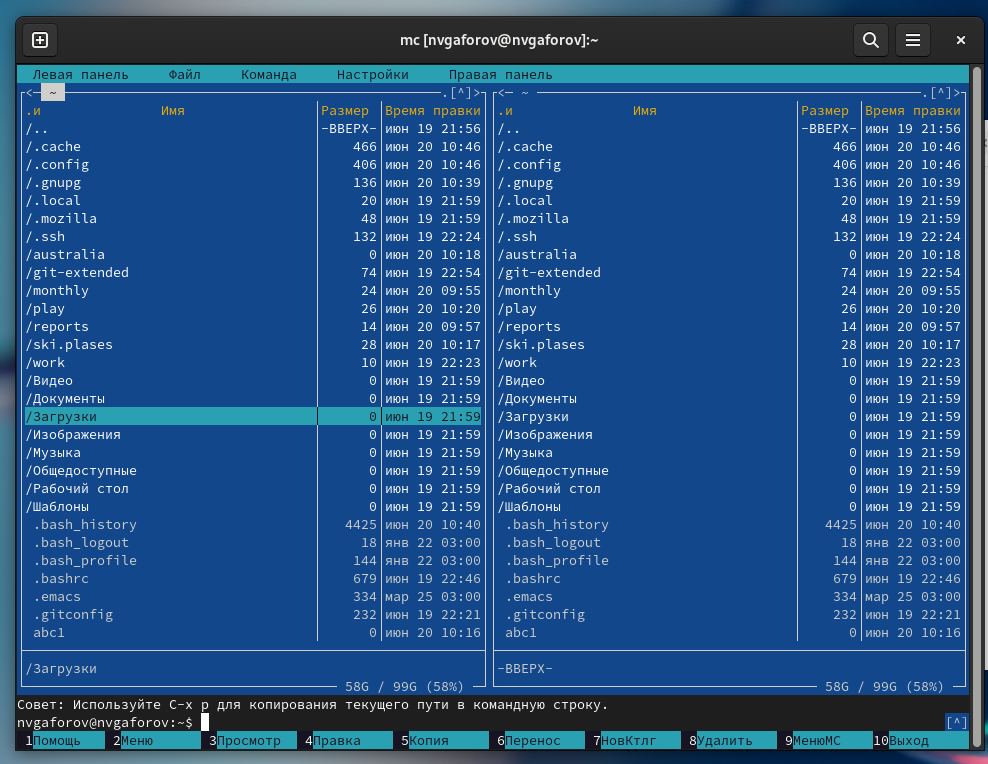 mc [nvgaforov@nvgaforov]:~
Левая панель Файл Команда Настройки Правая панель
<— ~ .[^]> <— ~ .[^]>
.и Имя Размер Время правки .и Имя Размер Время правки
/.. -ВВЕРХ- июн 19 21:56 /.. -ВВЕРХ- июн 19 21:56
/.cache 466 июн 20 10:46 /.cache 466 июн 20 10:46
/.config 406 июн 20 10:46 /.config 406 июн 20 10:46
/.gnupg 136 июн 20 10:39 /.gnupg 136 июн 20 10:39
/.local 20 июн 19 21:59 /.local 20 июн 19 21:59
/.mozilla 48 июн 19 21:59 /.mozilla 48 июн 19 21:59
/.ssh 132 июн 19 22:24 /.ssh 132 июн 19 22:24
/australia 0 июн 20 10:18 /australia 0 июн 20 10:18
/git-extended 74 июн 19 22:54 /git-extended 74 июн 19 22:54
/monthly 24 июн 20 09:55 /monthly 24 июн 20 09:55
/play 26 июн 20 10:20 /play 26 июн 20 10:20
/reports 14 июн 20 09:57 /reports 14 июн 20 09:57
/ski.plases 28 июн 20 10:17 /ski.plases 28 июн 20 10:17
/work 10 июн 19 22:23 /work 10 июн 19 22:23
/Видео 0 июн 19 21:59 /Видео 0 июн 19 21:59
/Документы 0 июн 19 21:59 /Документы 0 июн 19 21:59
/Загрузки 0 июн 19 21:59 /Загрузки 0 июн 19 21:59
/Изображения 0 июн 19 21:59 /Изображения 0 июн 19 21:59
/Музыка 0 июн 19 21:59 /Музыка 0 июн 19 21:59
/Общедоступные 0 июн 19 21:59 /Общедоступные 0 июн 19 21:59
/Рабочий стол 0 июн 19 21:59 /Рабочий стол 0 июн 19 21:59
/Шаблоны 0 июн 19 21:59 /Шаблоны 0 июн 19 21:59
.bash_history 4425 июн 20 10:40 .bash_history 4425 июн 20 10:40
.bash_logout 18 янв 22 03:00 .bash_logout 18 янв 22 03:00
.bash_profile 144 янв 22 03:00 .bash_profile 144 янв 22 03:00
.bashrc 679 июн 19 22:46 .bashrc 679 июн 19 22:46
.emacs 334 мар 25 03:00 .emacs 334 мар 25 03:00
.gitconfig 232 июн 19 22:21 .gitconfig 232 июн 19 22:21
abc1 0 июн 20 10:16 abc1 0 июн 20 10:16
/Загрузки -ВВЕРХ-
58G / 99G (58%) 58G / 99G (58%)
Совет: Используйте C-x p для копирования текущего пути в командную строку.
nvgaforov@nvgaforov:~$ [^]
1Помощь 2Меню 3Просмотр 4Правка 5Копия 6Перенос 7НовКтлг 8Удалить 9МенюMC 10Выход